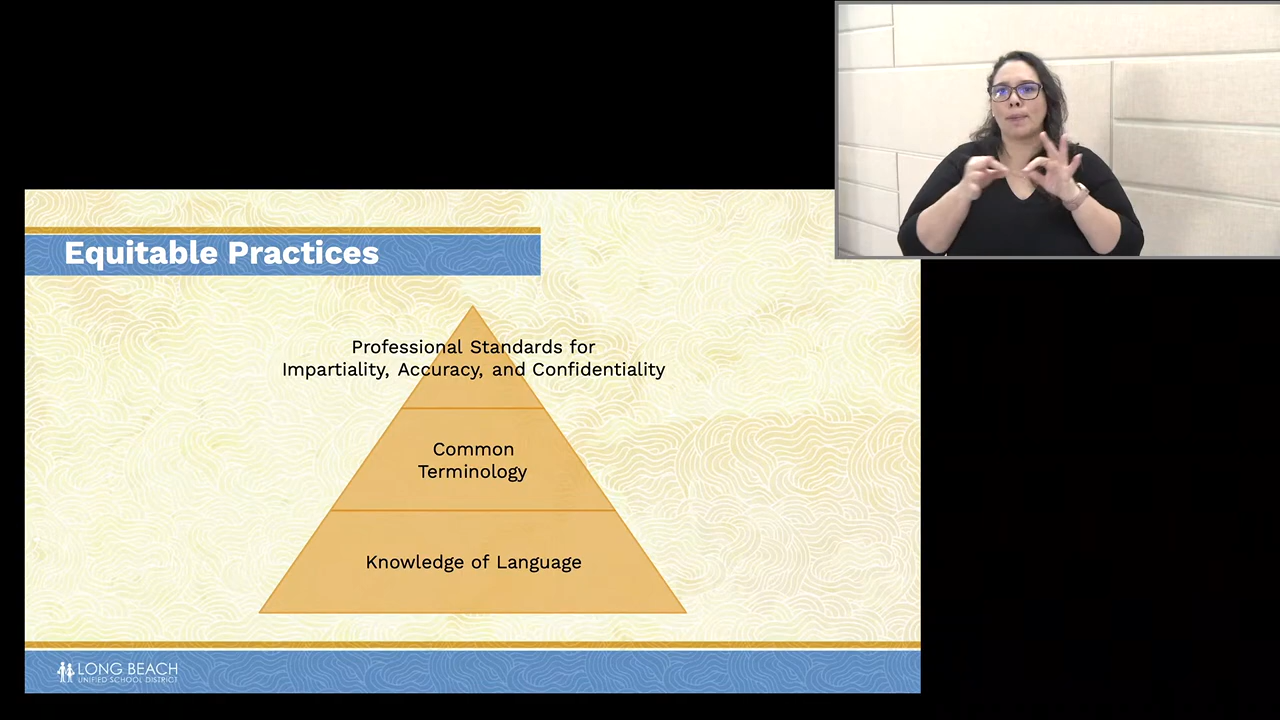 Equitable Practices
Professional Standards for
Impartiality, Accuracy, and Confidentiality
Common
Terminology
Knowledge of Language
LONG BEACH
UNIFIED SCHOOL DISTRICT